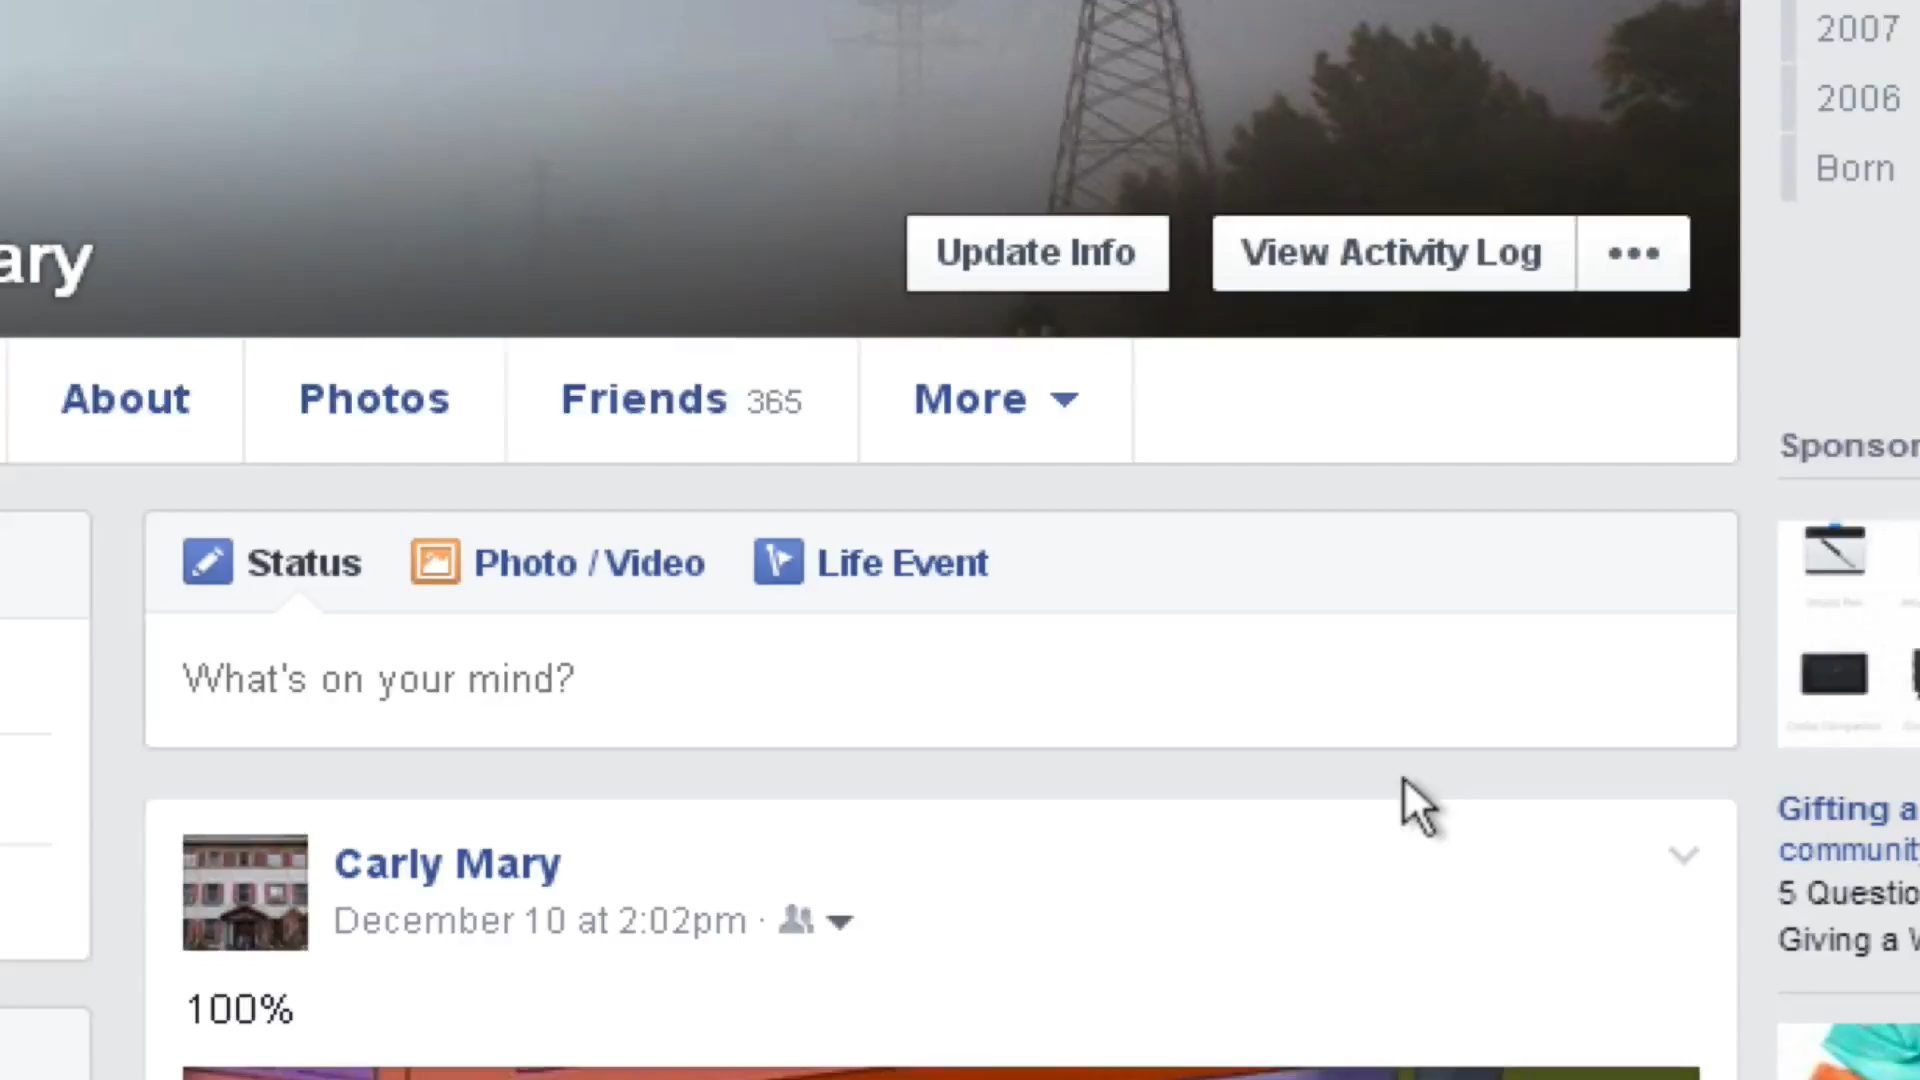 2007
2006
Born
ary
Update Info
View Activity Log
About
Photos
Friends 365
More
Sponsor
Status
Photo / Video
Life Event
What's on your mind?
Carly Mary
December 10 at 2:02pm ·
100%
Gifting a
community
5 Questio
Giving a V